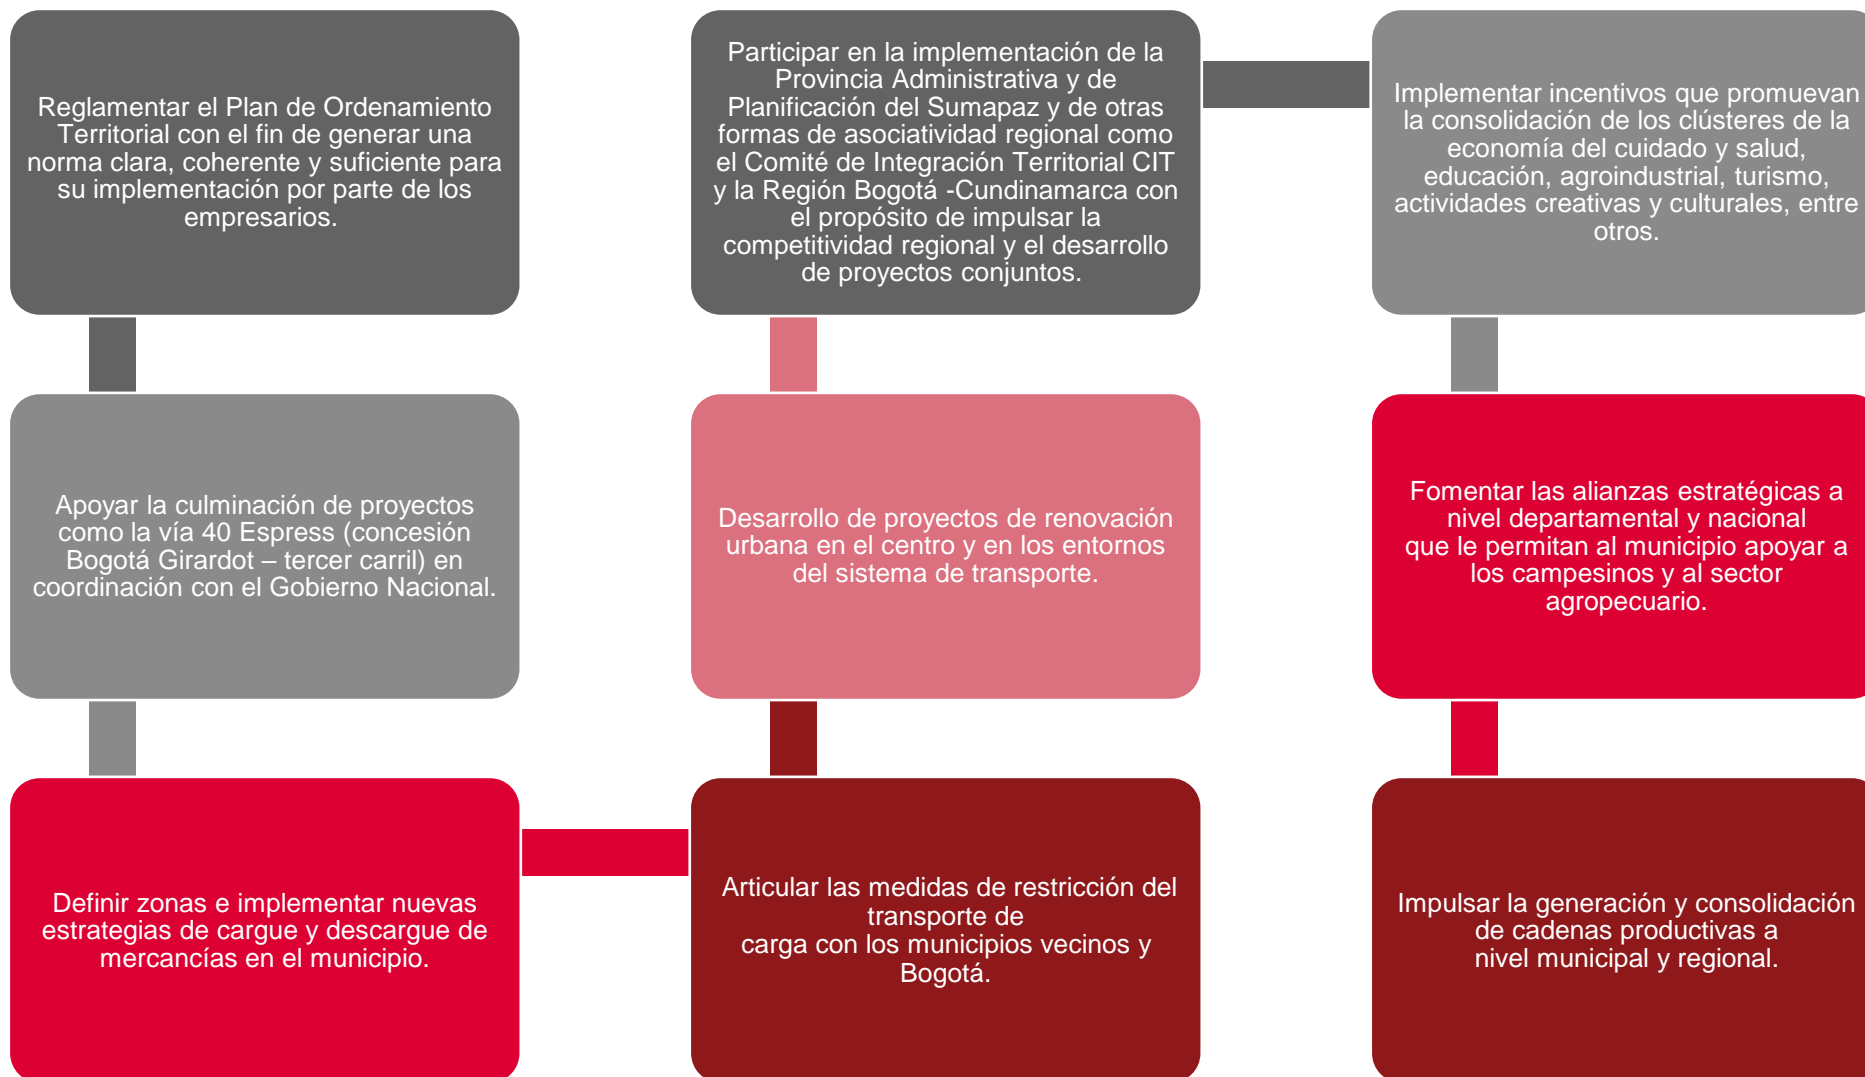 Reglamentar el Plan de Ordenamiento
Territorial con el fin de generar una
norma clara, coherente y suficiente para
su implementación por parte de los
empresarios.
Apoyar la culminación de proyectos
como la vía 40 Espress (concesión
Bogotá Girardot – tercer carril) en
coordinación con el Gobierno Nacional.
Definir zonas e implementar nuevas
estrategias de cargue y descargue de
mercancías en el municipio.
Articular las medidas de restricción del
transporte de
carga con los municipios vecinos y
Bogotá.
Desarrollo de proyectos de renovación
urbana en el centro y en los entornos
del sistema de transporte.
Participar en la implementación de la
Provincia Administrativa y de
Planificación del Sumapaz y de otras
formas de asociatividad regional como
el Comité de Integración Territorial CIT
y la Región Bogotá -Cundinamarca con
el propósito de impulsar la
competitividad regional y el desarrollo
de proyectos conjuntos.
Implementar incentivos que promuevan
la consolidación de los clústeres de la
economía del cuidado y salud,
educación, agroindustrial, turismo,
actividades creativas y culturales, entre
otros.
Fomentar las alianzas estratégicas a
nivel departamental y nacional
que le permitan al municipio apoyar a
los campesinos y al sector
agropecuario.
Impulsar la generación y consolidación
de cadenas productivas a
nivel municipal y regional.